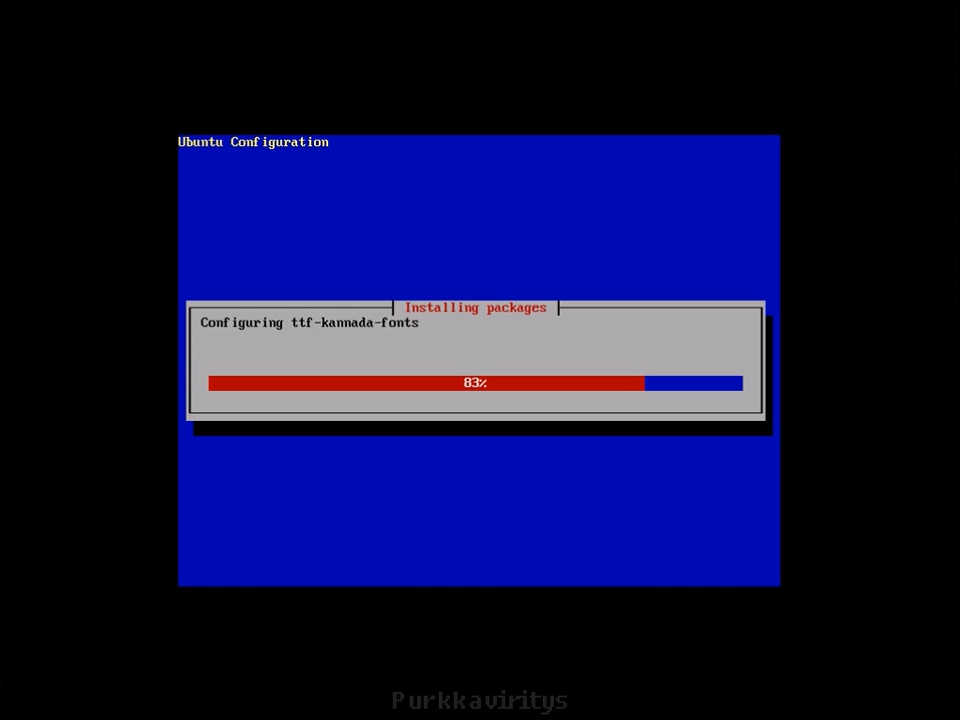 Ubuntu Configuration
Installing packages
Configuring ttf-kannada-fonts
83%
Purkkaviritys